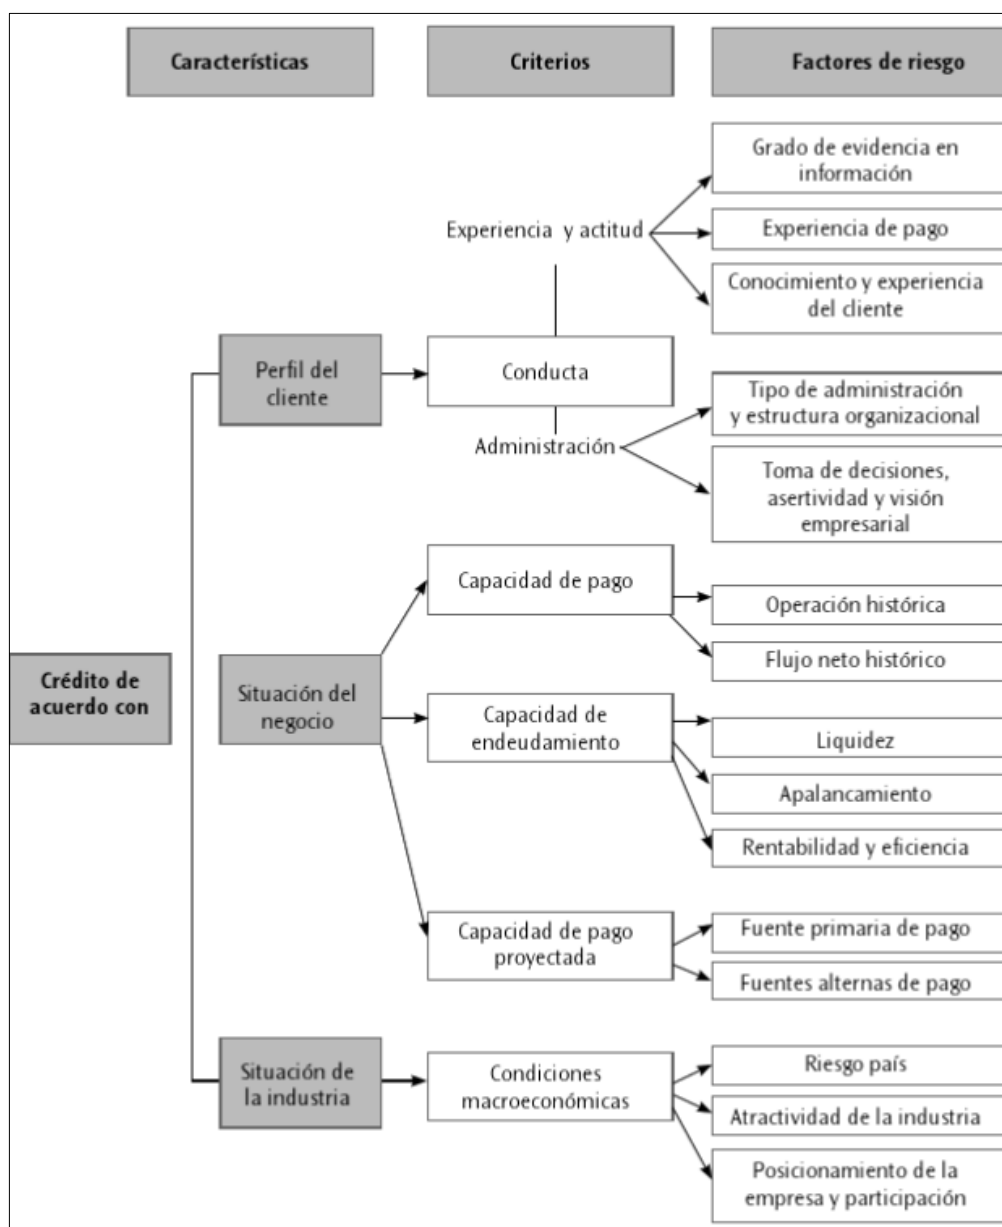 Características
Criterios
Factores de riesgo
Grado de evidencia en
información
Experiencia y actitud
Experiencia de pago
Conocimiento y experiencia
del cliente
Perfil del
cliente
Conducta
Tipo de administración
y estructura organizacional
Administración
Toma de decisiones,
asertividad y visión
empresarial
Capacidad de pago
Operación histórica
Flujo neto histórico
Crédito de
acuerdo con
Situación del
negocio
Capacidad de
endeudamiento
Liquidez
Apalancamiento
Rentabilidad y eficiencia
Capacidad de pago
proyectada
Fuente primaria de pago
Fuentes alternas de pago
Situación de
la industria
Condiciones
macroeconómicas
Riesgo país
Atractividad de la industria
Posicionamiento de la
empresa y participación